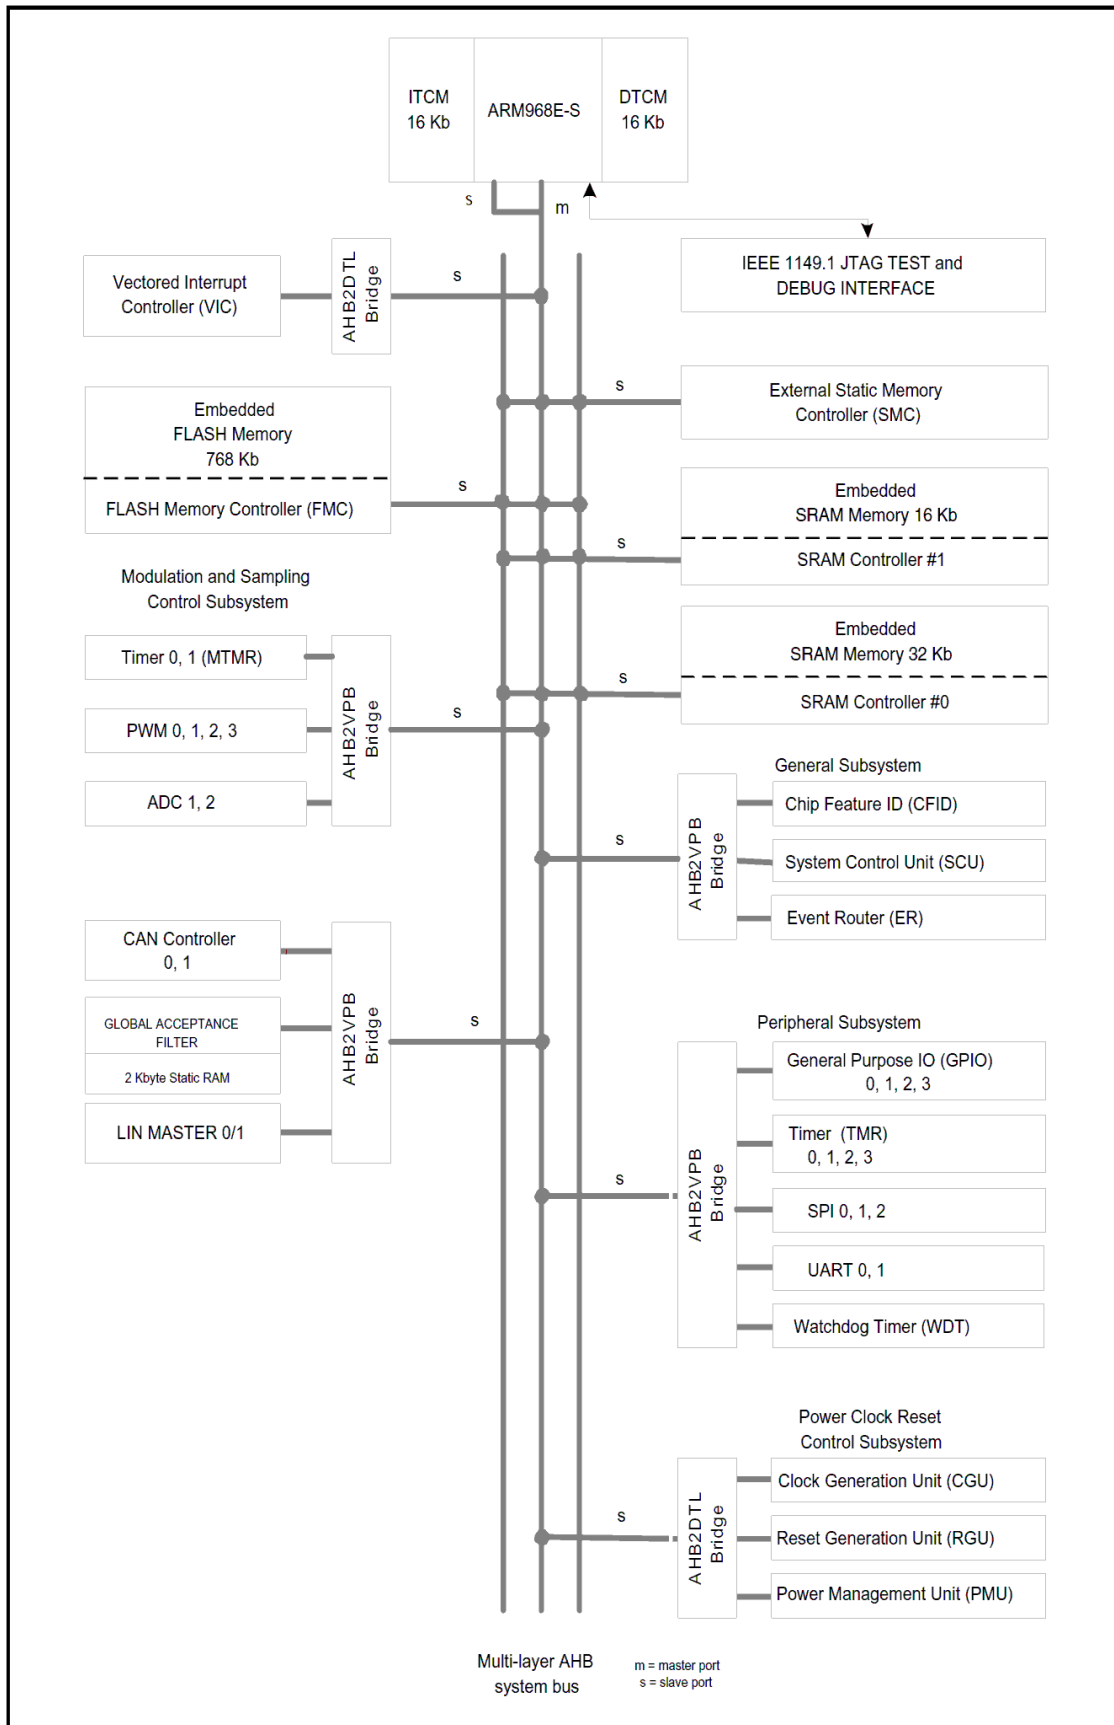 ITCM
16 Kb
ARM968E-S
DTCM
16 Kb
s
m
Vectored Interrupt
Controller (VIC)
AHB2DTL
Bridge
s
IEEE 1149.1 JTAG TEST and
DEBUG INTERFACE
s
External Static Memory
Controller (SMC)
Embedded
FLASH Memory
768 Kb
FLASH Memory Controller (FMC)
s
Embedded
SRAM Memory 16 Kb
SRAM Controller #1
s
Modulation and Sampling
Control Subsystem
Embedded
SRAM Memory 32 Kb
SRAM Controller #0
s
Timer 0, 1 (MTMR)
PWM 0, 1, 2, 3
ADC 1, 2
AHB2VPB
Bridge
s
General Subsystem
s
AHB2VPB
Bridge
Chip Feature ID (CFID)
System Control Unit (SCU)
Event Router (ER)
CAN Controller
0, 1
GLOBAL ACCEPTANCE
FILTER
2 Kbyte Static RAM
LIN MASTER 0/1
AHB2VPB
Bridge
s
Peripheral Subsystem
s
AHB2VPB
Bridge
General Purpose IO (GPIO)
0, 1, 2, 3
Timer (TMR)
0, 1, 2, 3
SPI 0, 1, 2
UART 0, 1
Watchdog Timer (WDT)
Power Clock Reset
Control Subsystem
s
AHB2DTL
Bridge
Clock Generation Unit (CGU)
Reset Generation Unit (RGU)
Power Management Unit (PMU)
Multi-layer AHB
system bus
m = master port
s = slave port